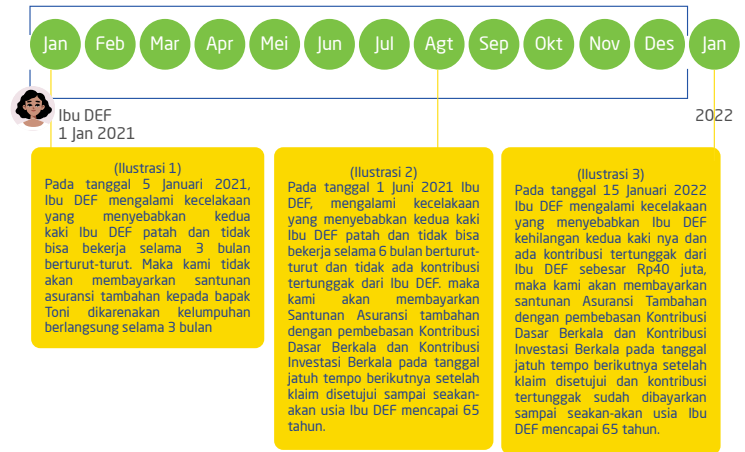 Jan Feb Mar Apr Mei Jun Jul Agt Sep Okt Nov Des Jan
Ibu DEF
1 Jan 2021
2022
(Ilustrasi 1)
Pada tanggal 5 Januari 2021,
Ibu DEF mengalami kecelakaan
yang menyebabkan kedua
kaki Ibu DEF patah dan tidak
bisa bekerja selama 3 bulan
berturut-turut. Maka kami tidak
akan membayarkan santunan
asuransi tambahan kepada bapak
Toni dikarenakan kelumpuhan
berlangsung selama 3 bulan
(Ilustrasi 2)
Pada tanggal 1 Juni 2021 Ibu
DEF, mengalami kecelakaan
yang menyebabkan kedua kaki
Ibu DEF patah dan tidak bisa
bekerja selama 6 bulan berturut-
turut dan tidak ada kontribusi
tertunggak dari Ibu DEF. maka
kami akan membayarkan
Santunan Asuransi tambahan
dengan pembebasan Kontribusi
Dasar Berkala dan Kontribusi
Investasi Berkala pada tanggal
jatuh tempo berikutnya setelah
klaim disetujui sampai seakan-
akan usia Ibu DEF mencapai 65
tahun.
(Ilustrasi 3)
Pada tanggal 15 Januari 2022
Ibu DEF mengalami kecelakaan
yang menyebabkan Ibu DEF
kehilangan kedua kaki nya dan
ada kontribusi tertunggak dari
Ibu DEF sebesar Rp40 juta,
maka kami akan membayarkan
santunan Asuransi Tambahan
dengan pembebasan Kontribusi
Dasar Berkala dan Kontribusi
Investasi Berkala pada tanggal
jatuh tempo berikutnya setelah
klaim disetujui dan kontribusi
tertunggak sudah dibayarkan
sampai seakan-akan usia Ibu
DEF mencapai 65 tahun.